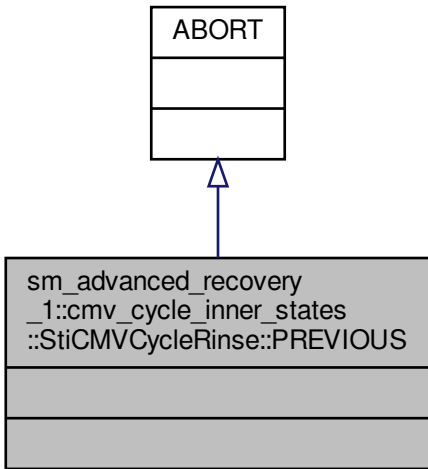 ABORT
sm_advanced_recovery
_1::cmv_cycle_inner_states
::StiCMVCycleRinse::PREVIOUS